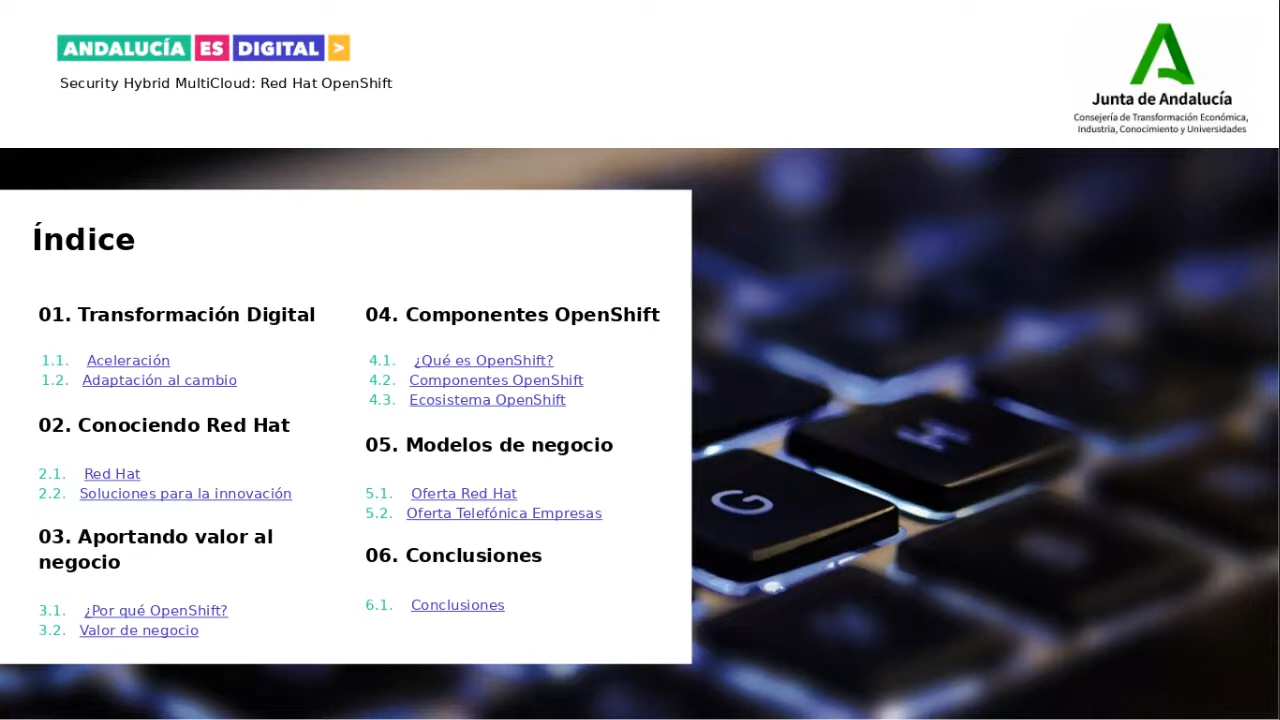 ANDALUCÍA ES DIGITAL >
Security Hybrid MultiCloud: Red Hat OpenShift
Junta de Andalucía
Consejería de Transformación Económica,
Industria, Conocimiento y Universidades
Índice
01. Transformación Digital
1.1. Aceleración
1.2. Adaptación al cambio
02. Conociendo Red Hat
2.1. Red Hat
2.2. Soluciones para la innovación
03. Aportando valor al
negocio
3.1. ¿Por qué OpenShift?
3.2. Valor de negocio
04. Componentes OpenShift
4.1. ¿Qué es OpenShift?
4.2. Componentes OpenShift
4.3. Ecosistema OpenShift
05. Modelos de negocio
5.1. Oferta Red Hat
5.2. Oferta Telefónica Empresas
06. Conclusiones
6.1. Conclusiones
H
G